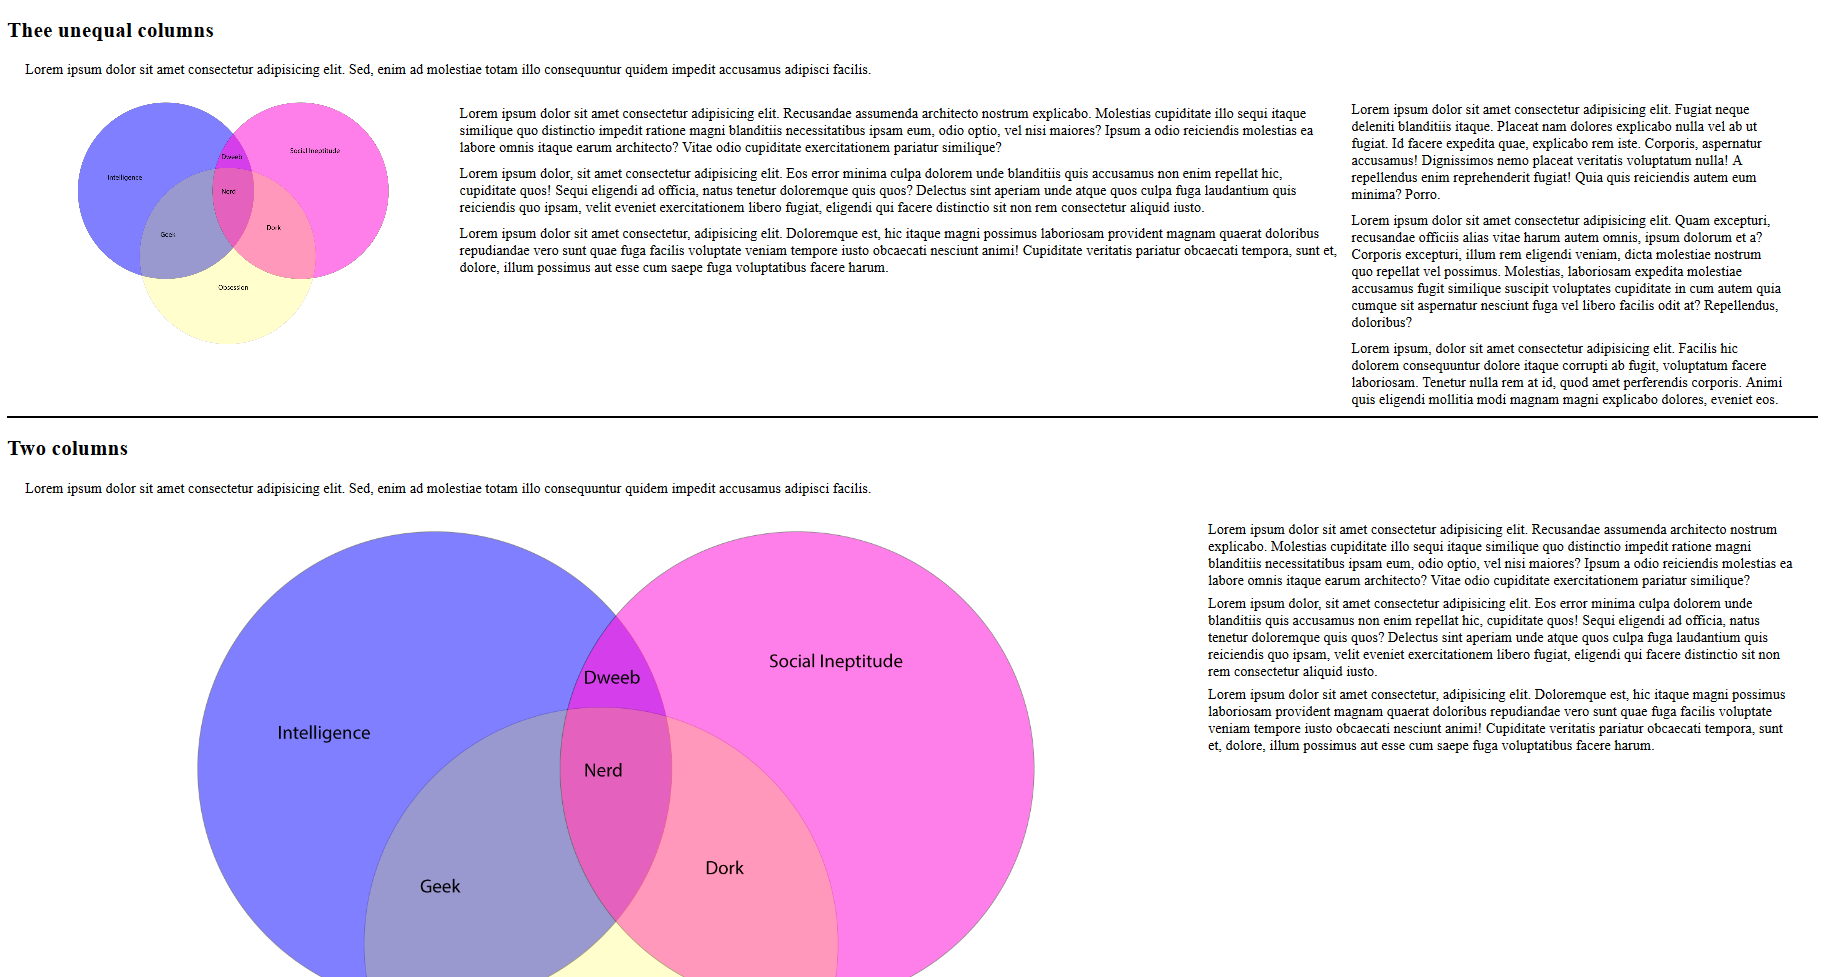 Thee unequal columns
Lorem ipsum dolor sit amet consectetur adipisicing elit. Sed, enim ad molestiae totam illo consequuntur quidem impedit accusamus adipisci facilis.
Intelligence
Social Ineptitude
Dweeb
Nerd
Geek
Dork
Obsession
Lorem ipsum dolor sit amet consectetur adipisicing elit. Recusandae assumenda architecto nostrum explicabo. Molestias cupiditate illo sequi itaque
similique quo distinctio impedit ratione magni blanditiis necessitatibus ipsam eum, odio optio, vel nisi maiores? Ipsum a odio reiciendis molestias ea
labore omnis itaque earum architecto? Vitae odio cupiditate exercitationem pariatur similique?
Lorem ipsum dolor, sit amet consectetur adipisicing elit. Eos error minima culpa dolorem unde blanditiis quis accusamus non enim repellat hic,
cupiditate quos! Sequi eligendi ad officia, natus tenetur doloremque quis quos? Delectus sint aperiam unde atque quos culpa fuga laudantium quis
reiciendis quo ipsam, velit eveniet exercitationem libero fugiat, eligendi qui facere distinctio sit non rem consectetur aliquid iusto.
Lorem ipsum dolor sit amet consectetur, adipisicing elit. Doloremque est, hic itaque magni possimus laboriosam provident magnam quaerat doloribus
repudiandae vero sunt quae fuga facilis voluptate veniam tempore iusto obcaecati nesciunt animi! Cupiditate veritatis pariatur obcaecati tempora, sunt et,
dolore, illum possimus aut esse cum saepe fuga voluptatibus facere harum.
Lorem ipsum dolor sit amet consectetur adipisicing elit. Fugiat neque
deleniti blanditiis itaque. Placeat nam dolores explicabo nulla vel ab ut
fugiat. Id facere expedita quae, explicabo rem iste. Corporis, aspernatur
accusamus! Dignissimos nemo placeat veritatis voluptatum nulla! A
repellendus enim reprehenderit fugiat! Quia quis reiciendis autem eum
minima? Porro.
Lorem ipsum dolor sit amet consectetur adipisicing elit. Quam excepturi,
recusandae officiis alias vitae harum autem omnis, ipsum dolorum et a?
Corporis excepturi, illum rem eligendi veniam, dicta molestiae nostrum
quo repellat vel possimus. Molestias, laboriosam expedita molestiae
accusamus fugit similique suscipit voluptates cupiditate in cum autem quia
cumque sit aspernatur nesciunt fuga vel libero facilis odit at? Repellendus,
doloribus?
Lorem ipsum, dolor sit amet consectetur adipisicing elit. Facilis hic
dolorem consequuntur dolore itaque corrupti ab fugit, voluptatum facere
laboriosam. Tenetur nulla rem at id, quod amet perferendis corporis. Animi
quis eligendi mollitia modi magnam magni explicabo dolores, eveniet eos.
Two columns
Lorem ipsum dolor sit amet consectetur adipisicing elit. Sed, enim ad molestiae totam illo consequuntur quidem impedit accusamus adipisci facilis.
Social Ineptitude
Dweeb
Intelligence
Nerd
Dork
Geek
Lorem ipsum dolor sit amet consectetur adipisicing elit. Recusandae assumenda architecto nostrum
explicabo. Molestias cupiditate illo sequi itaque similique quo distinctio impedit ratione magni
blanditiis necessitatibus ipsam eum, odio optio, vel nisi maiores? Ipsum a odio reiciendis molestias ea
labore omnis itaque earum architecto? Vitae odio cupiditate exercitationem pariatur similique?
Lorem ipsum dolor, sit amet consectetur adipisicing elit. Eos error minima culpa dolorem unde
blanditiis quis accusamus non enim repellat hic, cupiditate quos! Sequi eligendi ad officia, natus
tenetur doloremque quis quos? Delectus sint aperiam unde atque quos culpa fuga laudantium quis
reiciendis quo ipsam, velit eveniet exercitationem libero fugiat, eligendi qui facere distinctio sit non
rem consectetur aliquid iusto.
Lorem ipsum dolor sit amet consectetur, adipisicing elit. Doloremque est, hic itaque magni possimus
laboriosam provident magnam quaerat doloribus repudiandae vero sunt quae fuga facilis voluptate
veniam tempore iusto obcaecati nesciunt animi! Cupiditate veritatis pariatur obcaecati tempora, sunt
et, dolore, illum possimus aut esse cum saepe fuga voluptatibus facere harum.